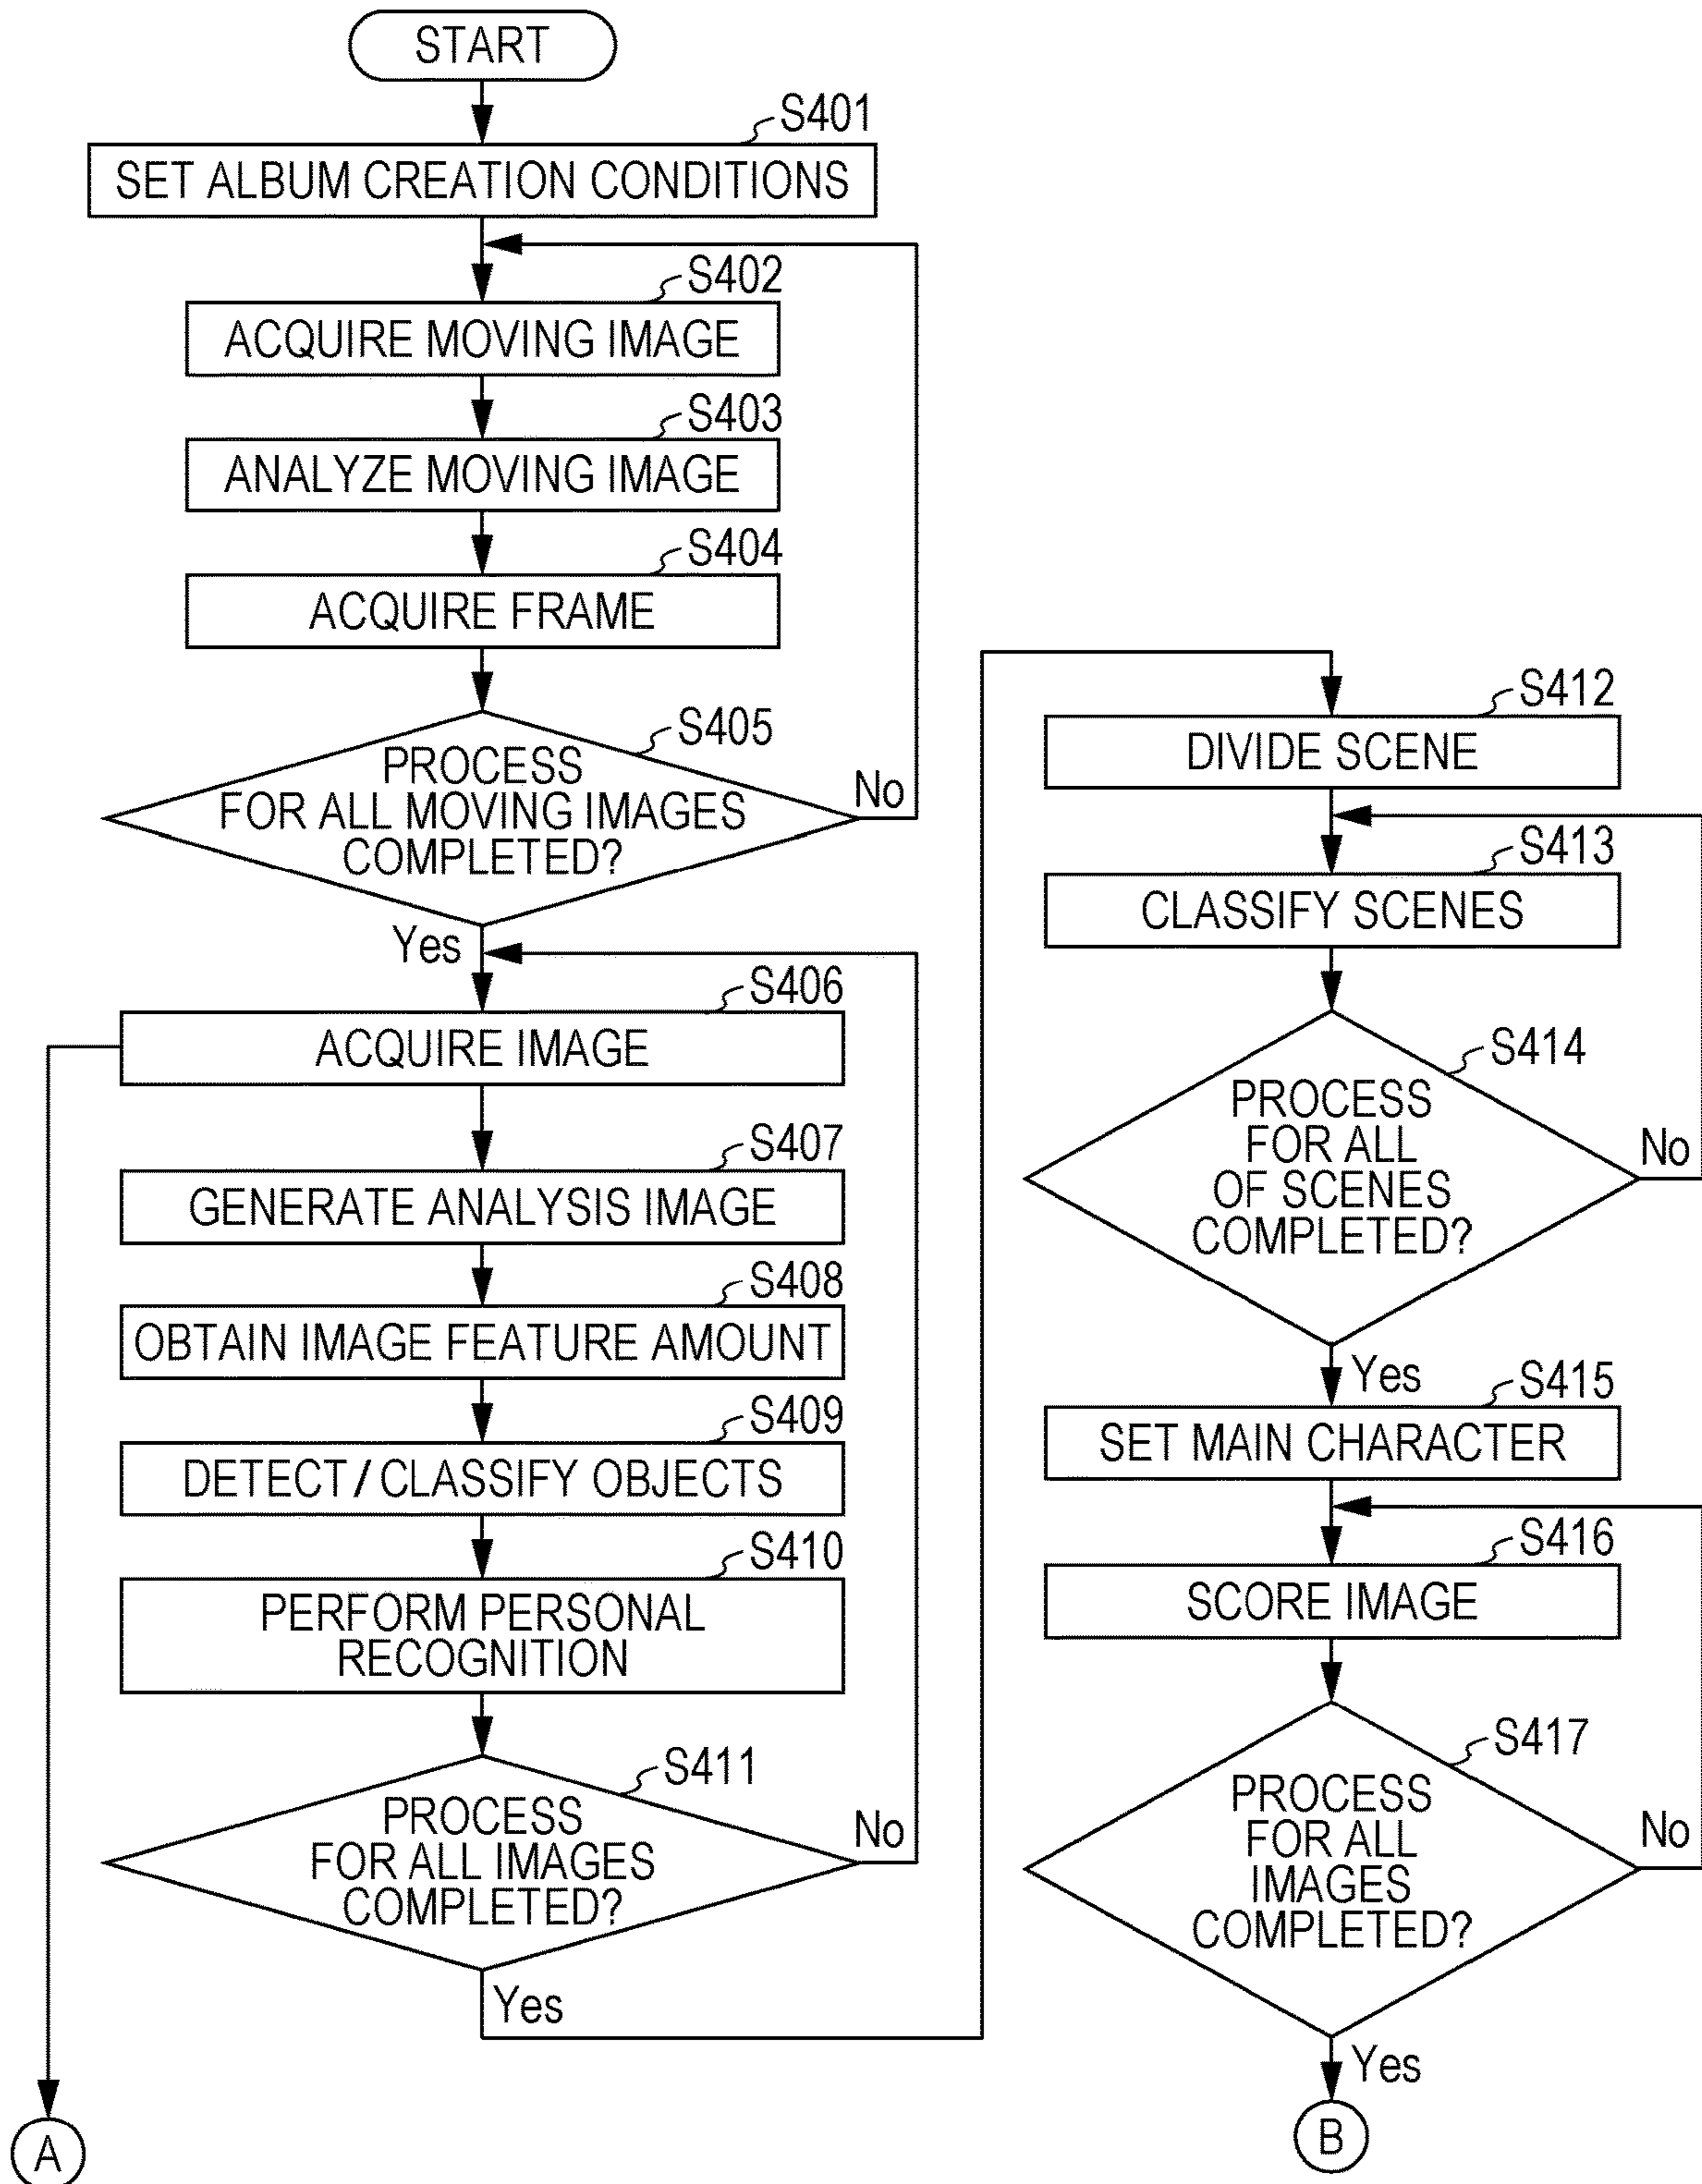 START
S401
SET ALBUM CREATION CONDITIONS
S402
ACQUIRE MOVING IMAGE
S403
ANALYZE MOVING IMAGE
S404
ACQUIRE FRAME
S405
PROCESS
FOR ALL MOVING IMAGES
COMPLETED?
No
Yes
S406
ACQUIRE IMAGE
S407
GENERATE ANALYSIS IMAGE
S408
OBTAIN IMAGE FEATURE AMOUNT
S409
DETECT / CLASSIFY OBJECTS
S410
PERFORM PERSONAL
RECOGNITION
S411
PROCESS
FOR ALL IMAGES
COMPLETED?
No
Yes
A
S412
DIVIDE SCENE
S413
CLASSIFY SCENES
S414
PROCESS
FOR ALL
OF SCENES
COMPLETED?
No
Yes
S415
SET MAIN CHARACTER
S416
SCORE IMAGE
S417
PROCESS
FOR ALL
IMAGES
COMPLETED?
No
Yes
B